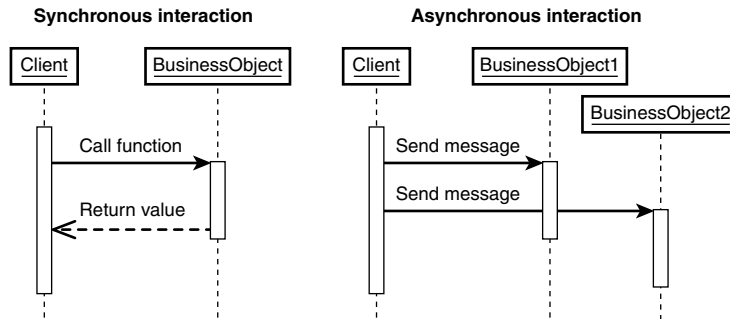 Synchronous interaction
Client
BusinessObject
Call function
Return value
Asynchronous interaction
Client
BusinessObject1
BusinessObject2
Send message
Send message